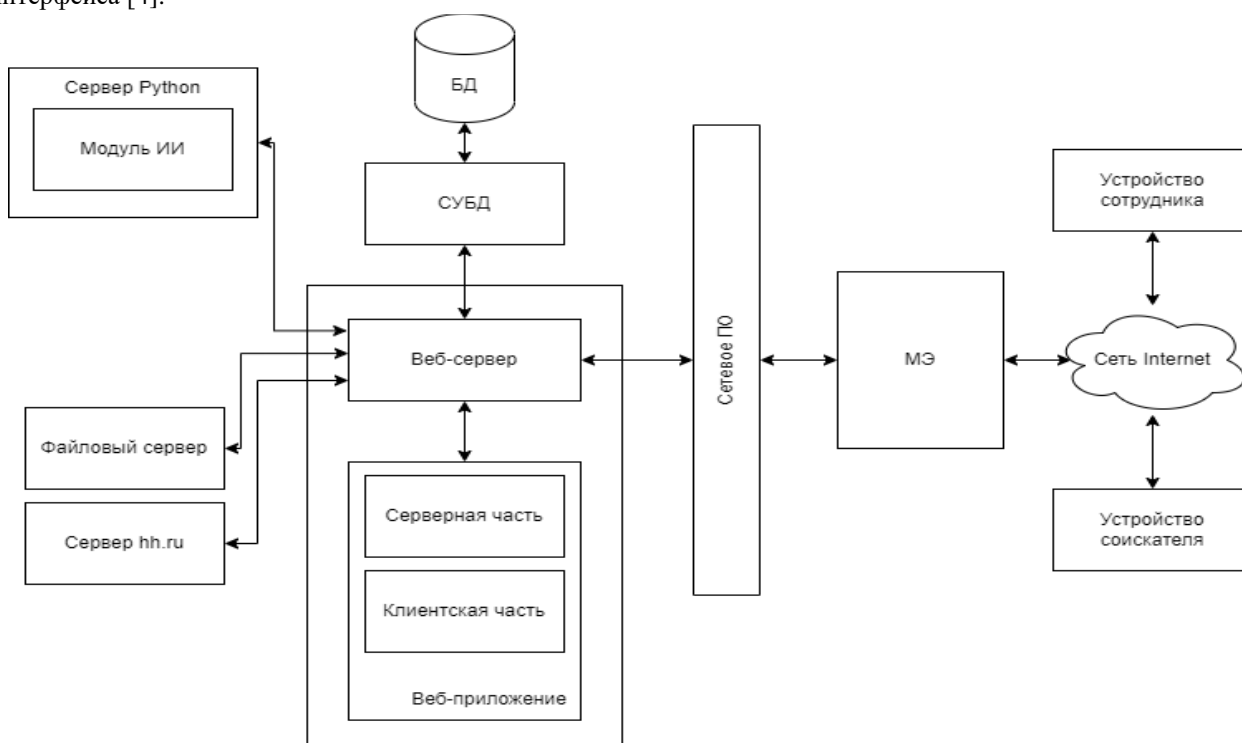 нтерфейса [4].
БД
Сервер Python
Модуль ИИ
СУБД
Устройство
сотрудника
Веб-сервер
Сетевое ПО
МЭ
Сеть Internet
Файловый сервер
Серверная часть
Устройство
соискателя
Сервер hh.ru
Клиентская часть
Веб-приложение